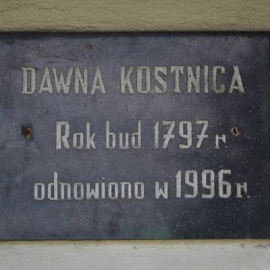 DAWNA KOSTNICA
Rok bud 1797 r.
odnowiono w 1996 r.